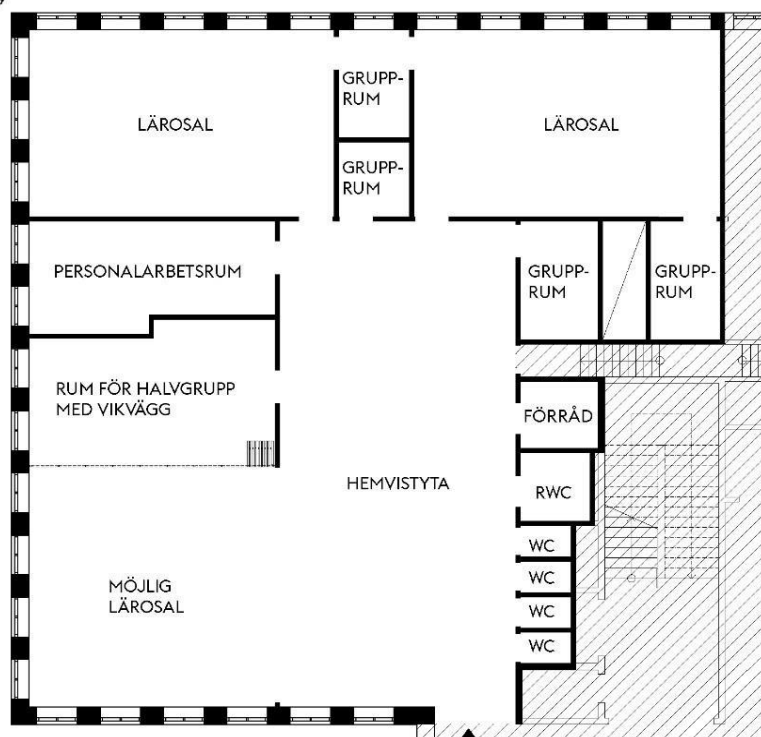 LÄROSAL
GRUPP-
RUM
LÄROSAL
GRUPP-
RUM
PERSONALARBETSRUM
GRUPP-
RUM
GRUPP-
RUM
RUM FÖR HALVGRUPP
MED VIKVÄGG
FÖRRÅD
HEMVISTYTA
RWC
WC
WC
WC
WC
MÖJLIG
LÄROSAL